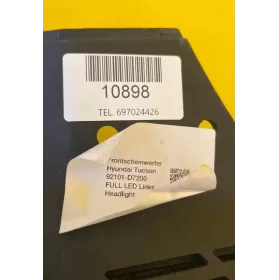 10898
TEL. 697024426
Frontscheinwerfer
Hyundai Tucson
92101-D7200
FULL LED Links
Headlight